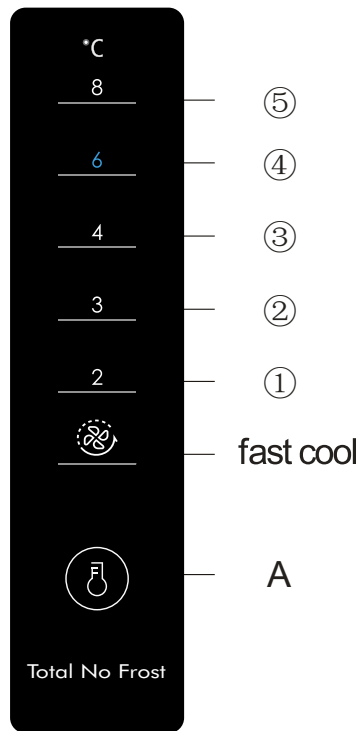 °C
8 ⑤
6 ④
4 ③
3 ②
2 ①
fast cool
A
Total No Frost